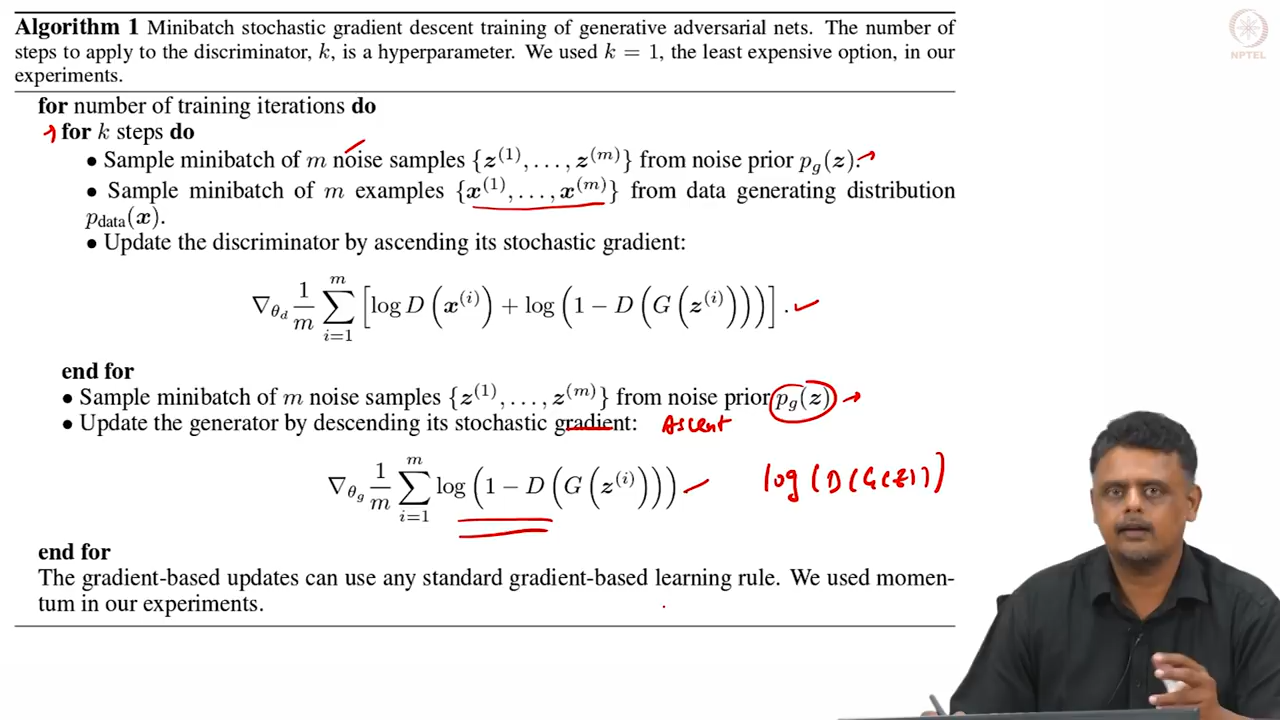 Algorithm 1 Minibatch stochastic gradient descent training of generative adversarial nets. The number of
steps to apply to the discriminator, k, is a hyperparameter. We used k = 1, the least expensive option, in our
experiments.
for number of training iterations do
for k steps do
• Sample minibatch of m noise samples {z^(1), . . . , z^(m)} from noise prior p_g(z).
• Sample minibatch of m examples {x^(1), . . . , x^(m)} from data generating distribution
p_data(x).
• Update the discriminator by ascending its stochastic gradient:
∇_θ_d 1/m ∑_{i=1}^{m} [log D (x^(i)) + log (1 − D (G (z^(i))))] .
end for
• Sample minibatch of m noise samples {z^(1), . . . , z^(m)} from noise prior p_g(z)
• Update the generator by descending its stochastic gradient: Ascent
∇_θ_g 1/m ∑_{i=1}^{m} log (1 − D (G (z^(i)))) log (D(G(z)))
end for
The gradient-based updates can use any standard gradient-based learning rule. We used momen-
tum in our experiments.
NPTEL